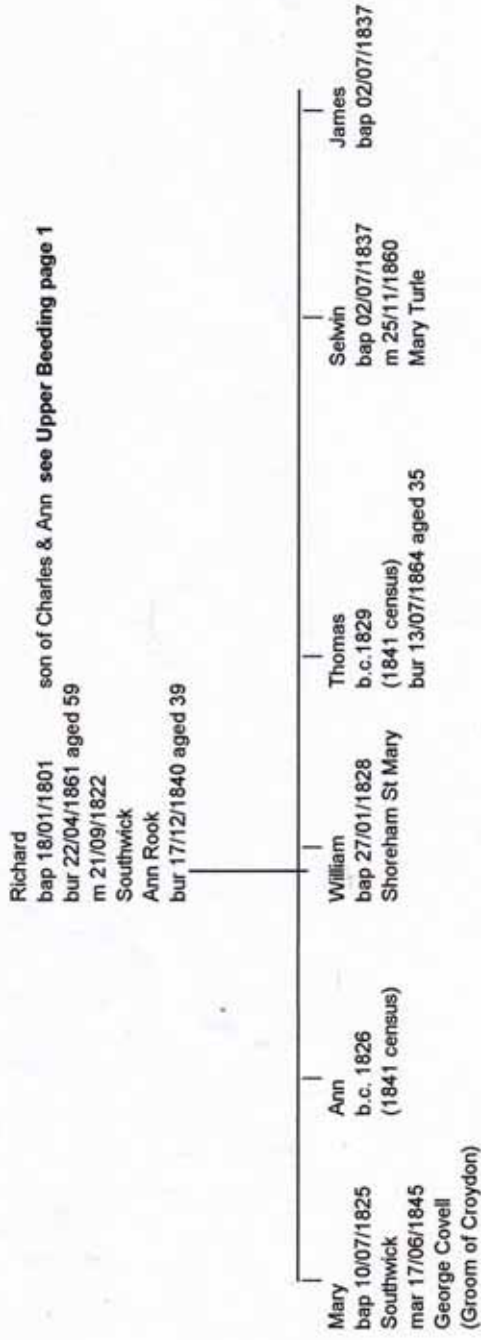 Richard
bap 18/01/1801 son of Charles & Ann see Upper Beeding page 1
bur 22/04/1861 aged 59
m 21/09/1822
Southwick
Ann Rook
bur 17/12/1840 aged 39
Mary
bap 10/07/1825
Southwick
mar 17/06/1845
George Covell
(Groom of Croydon)
Ann
b.c. 1826
(1841 census)
William
bap 27/01/1828
Shoreham St Mary
Thomas
b.c.1829
(1841 census)
bur 13/07/1864 aged 35
Selwin
bap 02/07/1837
m 25/11/1860
Mary Turle
James
bap 02/07/1837